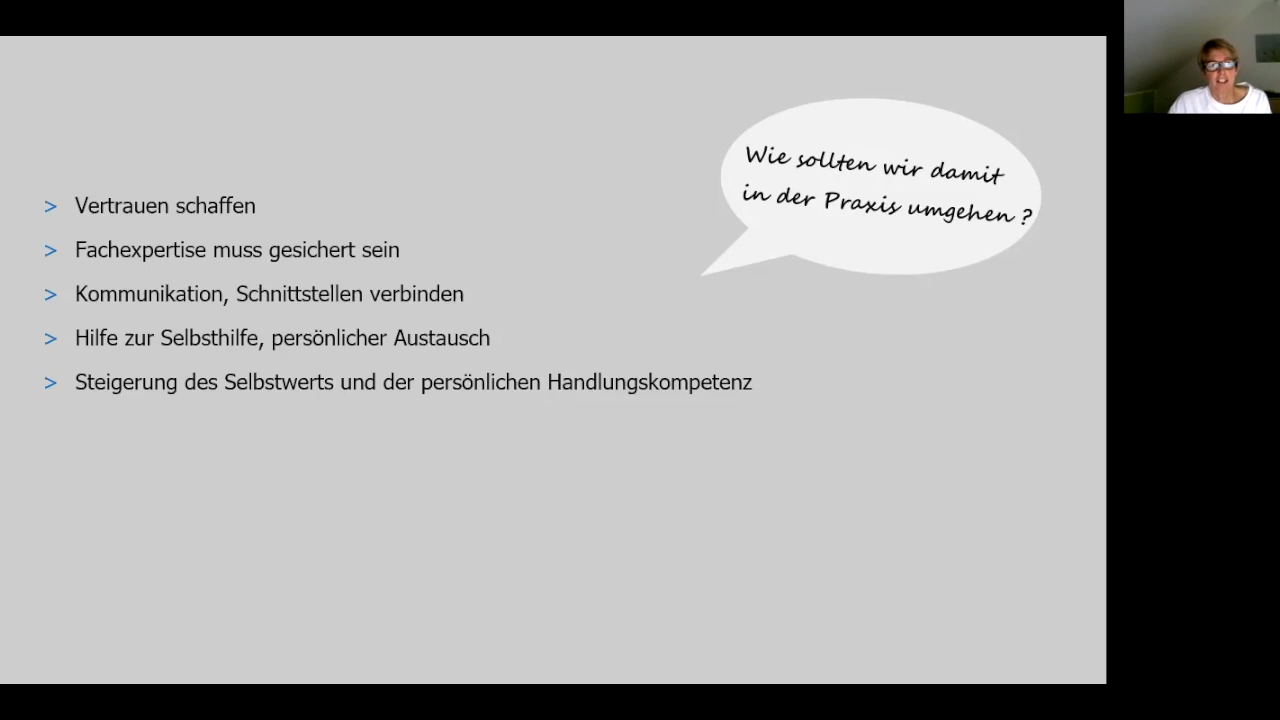 Wie sollten wir damit
in der Praxis umgehen ?
> Vertrauen schaffen
> Fachexpertise muss gesichert sein
> Kommunikation, Schnittstellen verbinden
> Hilfe zur Selbsthilfe, persönlicher Austausch
> Steigerung des Selbstwerts und der persönlichen Handlungskompetenz